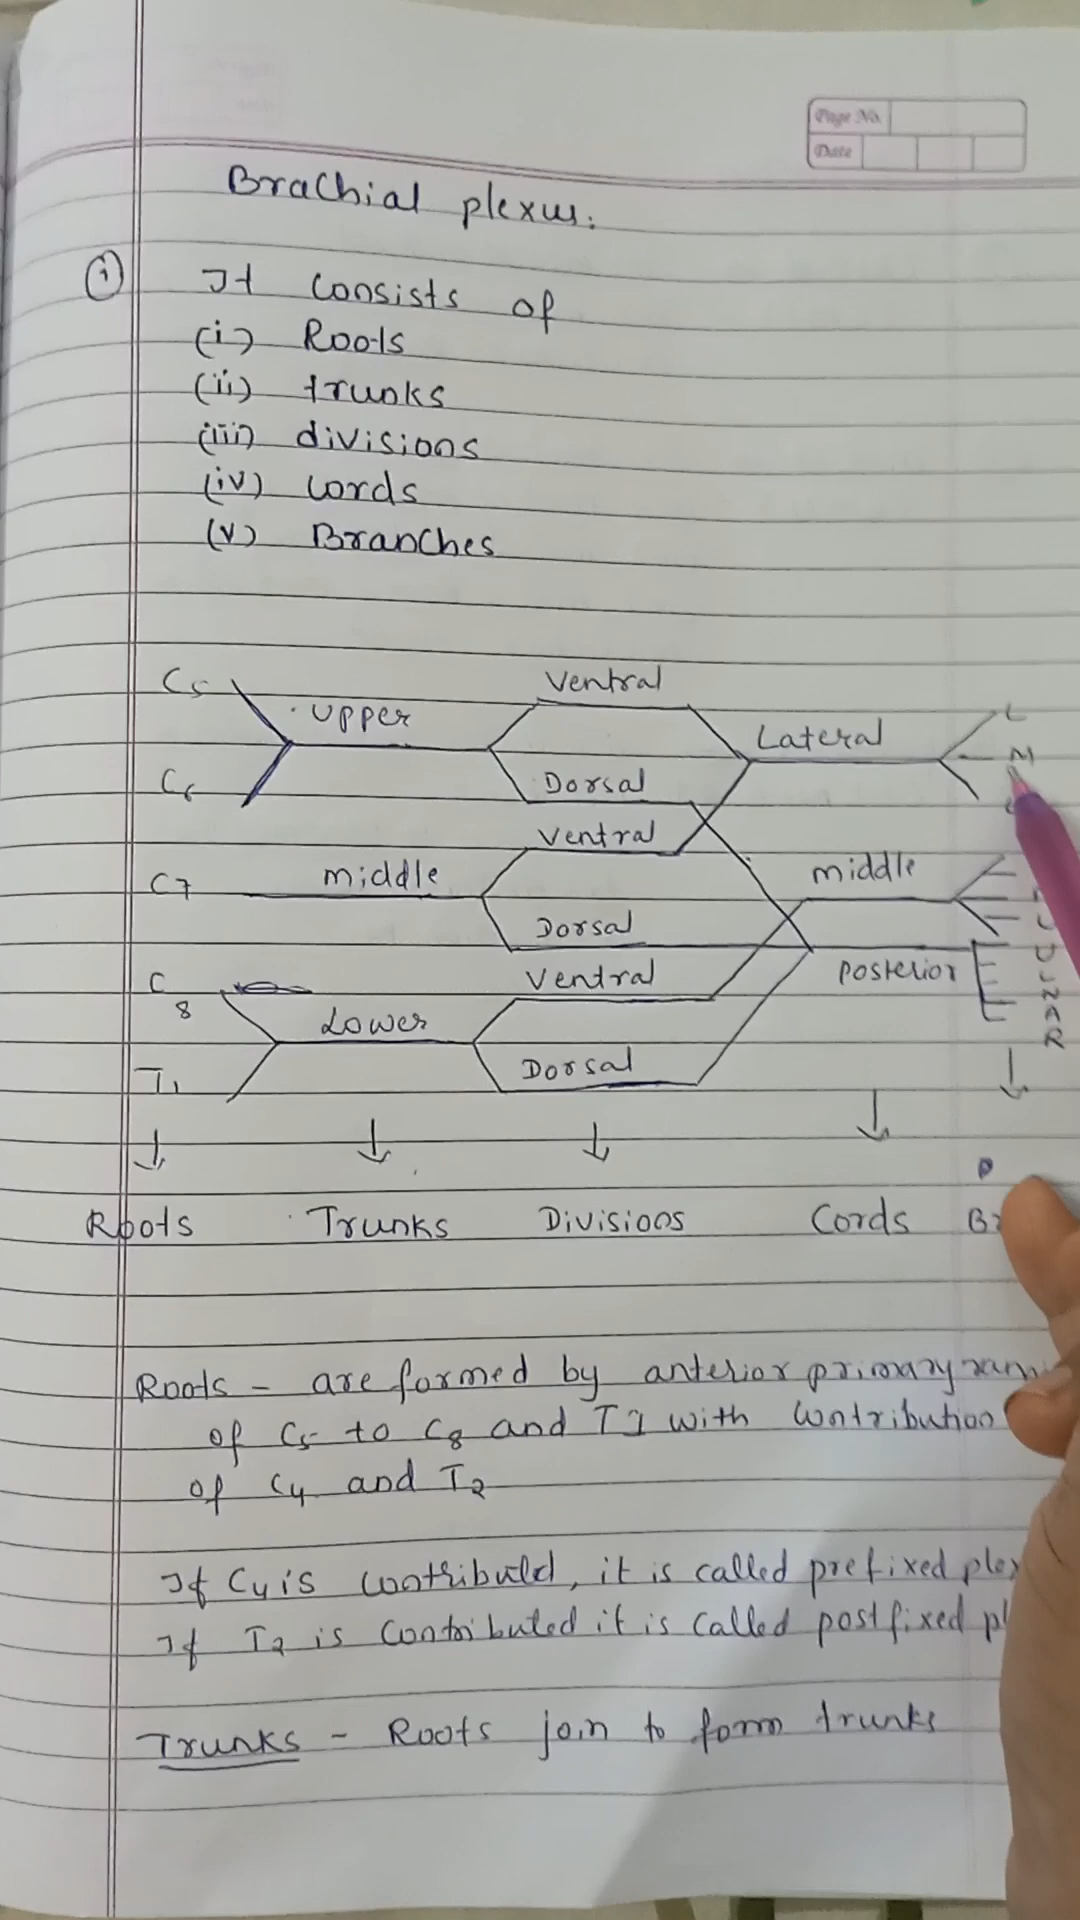 Page No.
Date
Brachial plexus:
(i) It consists of
(i) Roots
(ii) trunks
(iii) divisions
(iv) cords
(v) Branches
C5
Upper
Ventral
Lateral
L
M
C6
Dorsal
Ventral
C7
middle
middle
Dorsal
C8
Ventral
posterior
U
L
N
A
R
Lower
T1
Dorsal
Roots Trunks Divisions Cords
Roots - are formed by anterior primary
of C5 to C8 and T1 with contribution
of C4 and T2
If C4 is contributed, it is called prefixed
If T2 is contributed it is called postfixed
Trunks - Roots join to form trunks